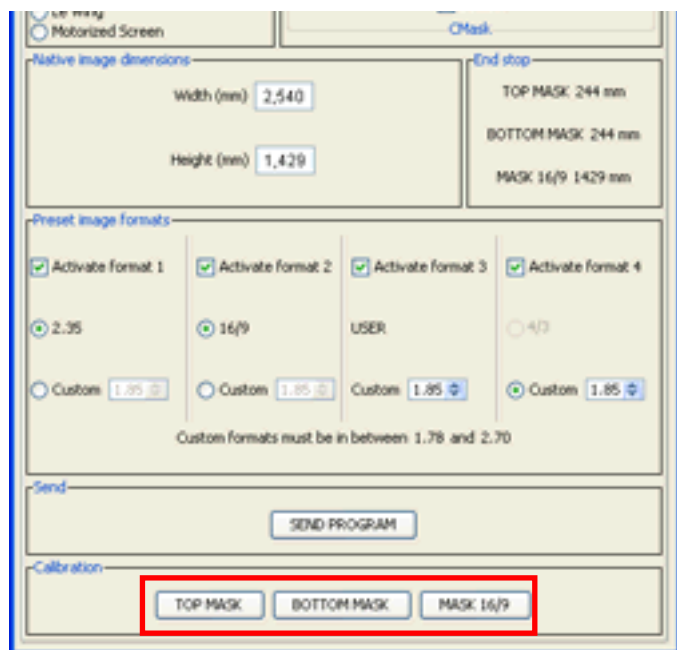 Le Wing
Motorized Screen
CMask
Native image dimensions
Width (mm) 2,540
Height (mm) 1,429
End stop
TOP MASK 244 mm
BOTTOM MASK 244 mm
MASK 16/9 1429 mm
Preset image formats
Activate format 1 Activate format 2 Activate format 3 Activate format 4
2.35 16/9 USER 4/3
Custom 1.85 Custom 1.85 Custom 1.85 Custom 1.85
Custom formats must be in between 1.78 and 2.70
Send
SEND PROGRAM
Calibration
TOP MASK BOTTOM MASK MASK 16/9